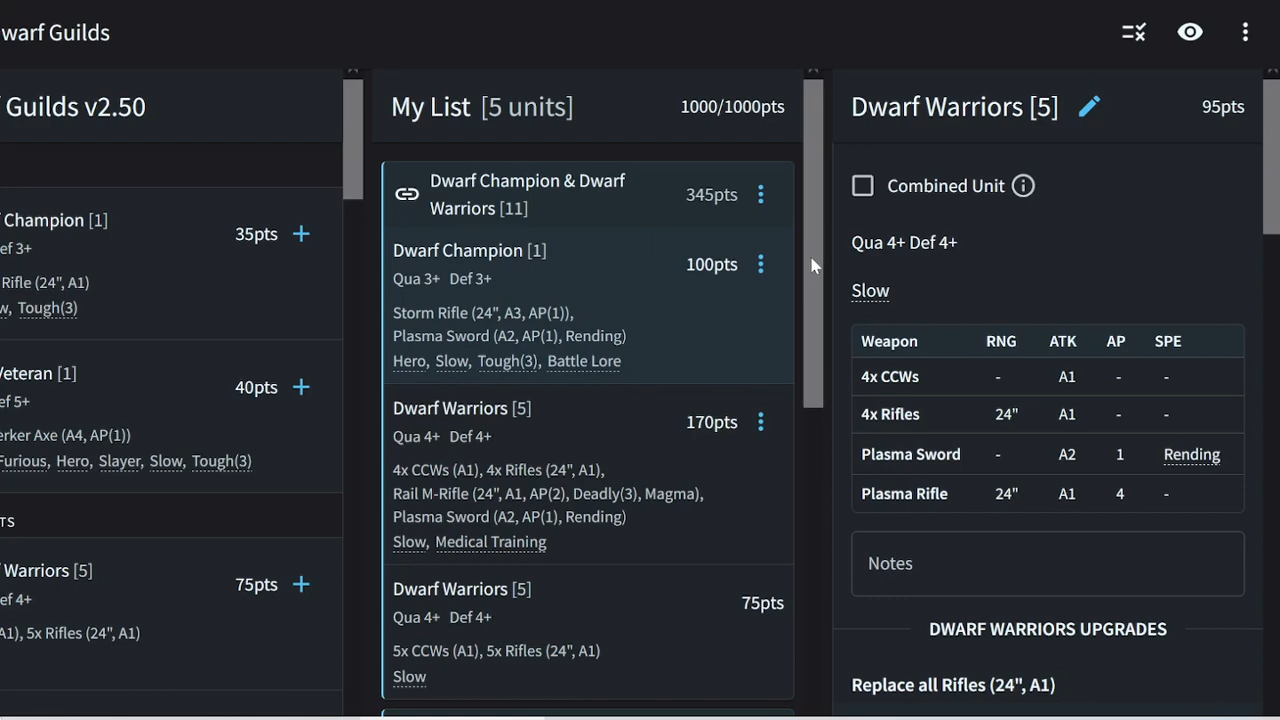 warf Guilds
Guilds v2.50
Champion [1]
35pts
ef 3+
Rifle (24", A1)
w, Tough(3)
Veteran [1]
40pts
ef 5+
erker Axe (A4, AP(1))
Furious, Hero, Slayer, Slow, Tough(3)
TS
Warriors [5]
75pts
ef 4+
A1), 5x Rifles (24", A1)
My List [5 units]
1000/1000pts
Dwarf Champion & Dwarf
Warriors [11]
345pts
Dwarf Champion [1]
100pts
Qua 3+ Def 3+
Storm Rifle (24", A3, AP(1)),
Plasma Sword (A2, AP(1), Rending)
Hero, Slow, Tough(3), Battle Lore
Dwarf Warriors [5]
170pts
Qua 4+ Def 4+
4x CCWs (A1), 4x Rifles (24", A1),
Rail M-Rifle (24", A1, AP(2), Deadly(3), Magma),
Plasma Sword (A2, AP(1), Rending)
Slow, Medical Training
Dwarf Warriors [5]
75pts
Qua 4+ Def 4+
5x CCWs (A1), 5x Rifles (24", A1)
Slow
Dwarf Warriors [5]
95pts
Combined Unit
Qua 4+ Def 4+
Slow
Weapon RNG ATK AP SPE
4x CCWs - A1 - -
4x Rifles 24" A1 - -
Plasma Sword - A2 1 Rending
Plasma Rifle 24" A1 4 -
Notes
DWARF WARRIORS UPGRADES
Replace all Rifles (24", A1)